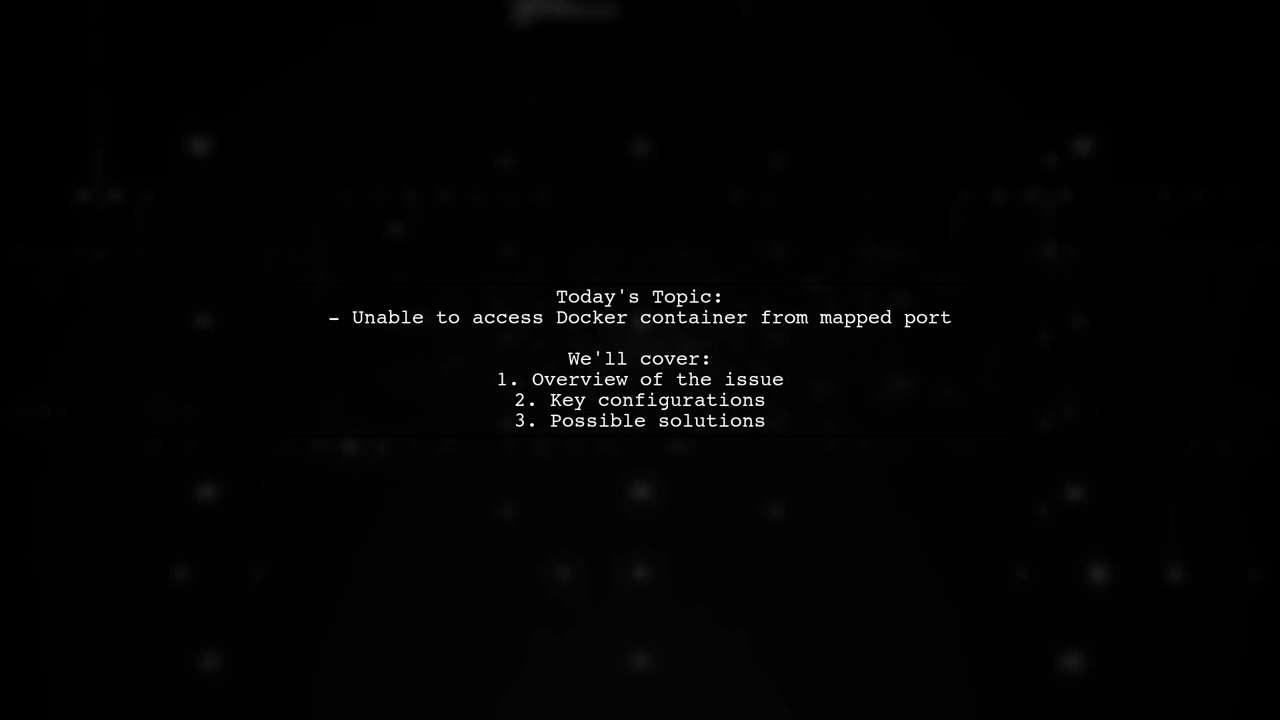 Today's Topic:
- Unable to access Docker container from mapped port
We'll cover:
1. Overview of the issue
2. Key configurations
3. Possible solutions